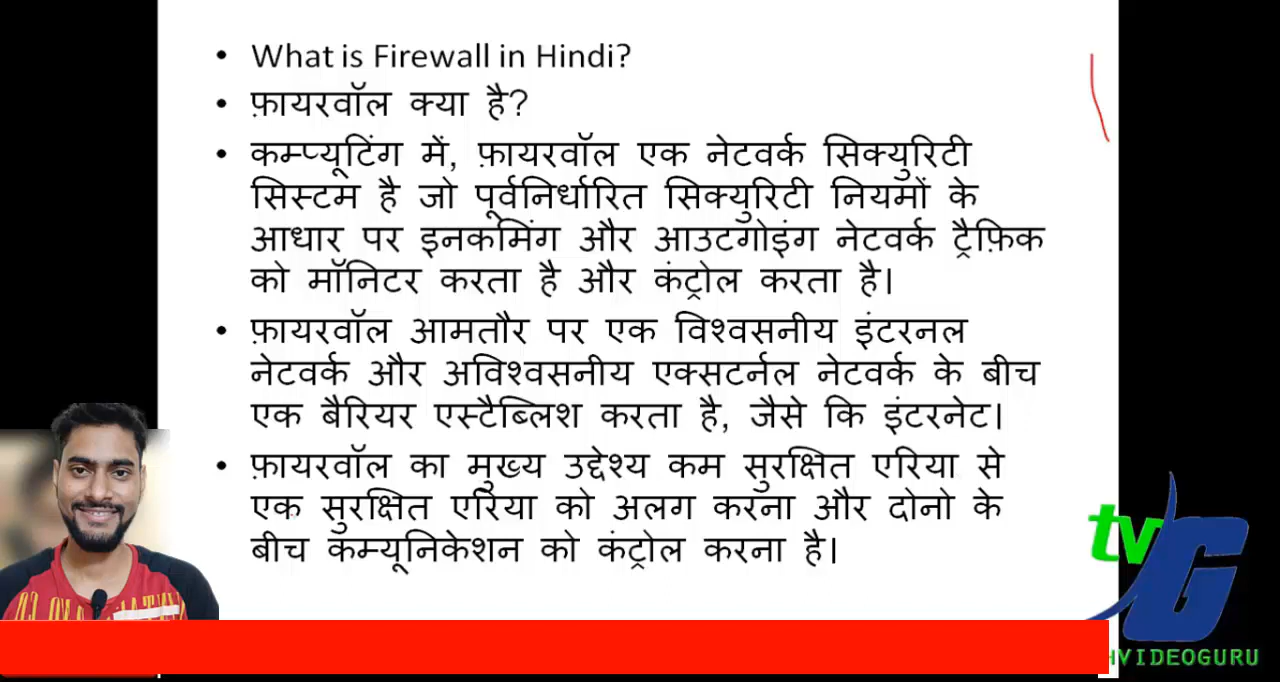 What is Firewall in Hindi?
फ़ायरवॉल क्या है?
कम्प्यूटिंग में, फ़ायरवॉल एक नेटवर्क सिक्युरिटी
सिस्टम है जो पूर्वनिर्धारित सिक्युरिटी नियमों के
आधार पर इनकमिंग और आउटगोइंग नेटवर्क ट्रैफ़िक
को मॉनिटर करता है और कंट्रोल करता है।
फ़ायरवॉल आमतौर पर एक विश्वसनीय इंटरनल
नेटवर्क और अविश्वसनीय एक्सटर्नल नेटवर्क के बीच
एक बैरियर एस्टैब्लिश करता है, जैसे कि इंटरनेट।
फ़ायरवॉल का मुख्य उद्देश्य कम सुरक्षित एरिया से
एक सुरक्षित एरिया को अलग करना और दोनो के
बीच कम्यूनिकेशन को कंट्रोल करना है।
tvG
HVIDEOGURU